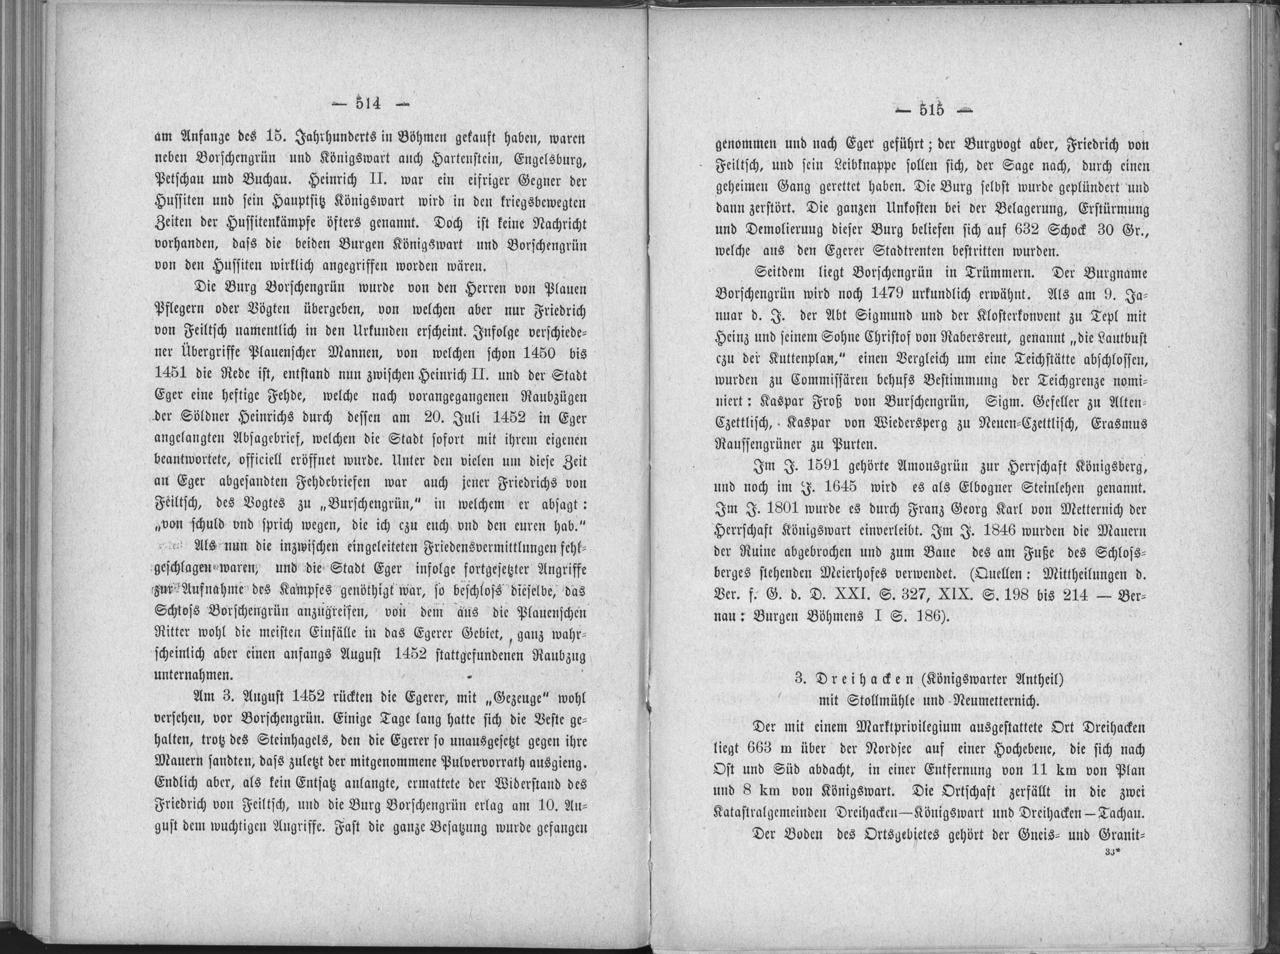 — 514 —
am Anfange des 15. Jahrhunderts in Böhmen gekauft haben, waren
neben Borschengrün und Königswart auch Hartenstein, Engelsburg,
Petschau und Buchau. Heinrich II. war ein eifriger Gegner der
Hussiten und sein Hauptsitz Königswart wird in den kriegsbewegten
Zeiten der Hussitenkämpfe öfters genannt. Doch ist keine Nachricht
vorhanden, dass die beiden Burgen Königswart und Borschengrün
von den Hussiten wirklich angegriffen worden wären.
Die Burg Borschengrün wurde von den Herren von Plauen
Pflegern oder Vögten übergeben, von welchen aber nur Friedrich
von Feiltsch namentlich in den Urkunden erscheint. Infolge verschiede-
ner Übergriffe Plauenscher Mannen, von welchen schon 1450 bis
1451 die Rede ist, entstand nun zwischen Heinrich II. und der Stadt
Eger eine heftige Fehde, welche nach vorangegangenen Raubzügen
der Söldner Heinrichs durch dessen am 20. Juli 1452 in Eger
angelangten Absagebrief, welchen die Stadt sofort mit ihrem eigenen
beantwortete, officiell eröffnet wurde. Unter den vielen um diese Zeit
an Eger abgesandten Fehdebriefen war auch jener Friedrichs von
Feiltsch, des Vogtes zu „Burschengrün,“ in welchem er absagt:
„von schuld vnd sprich wegen, die ich czu euch vnd den euren hab.“
Als nun die inzwischen eingeleiteten Friedensvermittlungen fehl-
geschlagen waren, und die Stadt Eger infolge fortgesetzter Angriffe
zur Aufnahme des Kampfes genöthigt war, so beschloss dieselbe, das
Schloss Borschengrün anzugreifen, von dem aus die Plauenschen
Ritter wohl die meisten Einfälle in das Egerer Gebiet, ganz wahr-
scheinlich aber einen anfangs August 1452 stattgefundenen Raubzug
unternahmen.
Am 3. August 1452 rückten die Egerer, mit „Gezeuge“ wohl
versehen, vor Borschengrün. Einige Tage lang hatte sich die Veste ge-
halten, trotz des Steinhagels, den die Egerer so unausgesetzt gegen ihre
Mauern sandten, dass zuletzt der mitgenommene Pulvervorrath ausgieng.
Endlich aber, als kein Entsatz anlangte, ermattete der Widerstand des
Friedrich von Feiltsch, und die Burg Borschengrün erlag am 10. Au-
gust dem wuchtigen Angriffe. Fast die ganze Besatzung wurde gefangen
— 515 —
genommen und nach Eger geführt; der Burgvogt aber, Friedrich von
Feiltsch, und sein Leibknappe sollen sich, der Sage nach, durch einen
geheimen Gang gerettet haben. Die Burg selbst wurde geplündert und
dann zerstört. Die ganzen Unkosten bei der Belagerung, Erstürmung
und Demolierung dieser Burg beliefen sich auf 632 Schock 30 Gr.,
welche aus den Egerer Stadtrenten bestritten wurden.
Seitdem liegt Borschengrün in Trümmern. Der Burgname
Borschengrün wird noch 1479 urkundlich erwähnt. Als am 9. Ja-
nuar d. J. der Abt Sigmund und der Klosterkonvent zu Tepl mit
Heinz und seinem Sohne Christof von Rabersreut, genannt „die Lautbust
czu der Kuttenplan,“ einen Vergleich um eine Teichstätte abschlossen,
wurden zu Commissären behufs Bestimmung der Teichgrenze nomi-
niert: Kaspar Froß von Burschengrün, Sigm. Geseller zu Alten-
Czettlisch, Kaspar von Wiedersperg zu Neuen-Czettlisch, Erasmus
Raussengrüner zu Purten.
Im J. 1591 gehörte Amonsgrün zur Herrschaft Königsberg,
und noch im J. 1645 wird es als Elbogner Steinlehen genannt.
Im J. 1801 wurde es durch Franz Georg Karl von Metternich der
Herrschaft Königswart einverleibt. Im J. 1846 wurden die Mauern
der Ruine abgebrochen und zum Baue des am Fuße des Schloss-
berges stehenden Meierhofes verwendet. (Quellen: Mittheilungen d.
Ver. f. G. d. D. XXI. S. 327, XIX. S. 198 bis 214 — Ber-
nau: Burgen Böhmens I S. 186).
3. Dreihacken (Königswarter Antheil)
mit Stollmühle und Neumetternich.
Der mit einem Marktprivilegium ausgestattete Ort Dreihacken
liegt 663 m über der Nordsee auf einer Hochebene, die sich nach
Ost und Süd abdacht, in einer Entfernung von 11 km von Plan
und 8 km von Königswart. Die Ortschaft zerfällt in die zwei
Katastralgemeinden Dreihacken—Königswart und Dreihacken—Tachau.
Der Boden des Ortsgebietes gehört der Gneis- und Granit-
33*